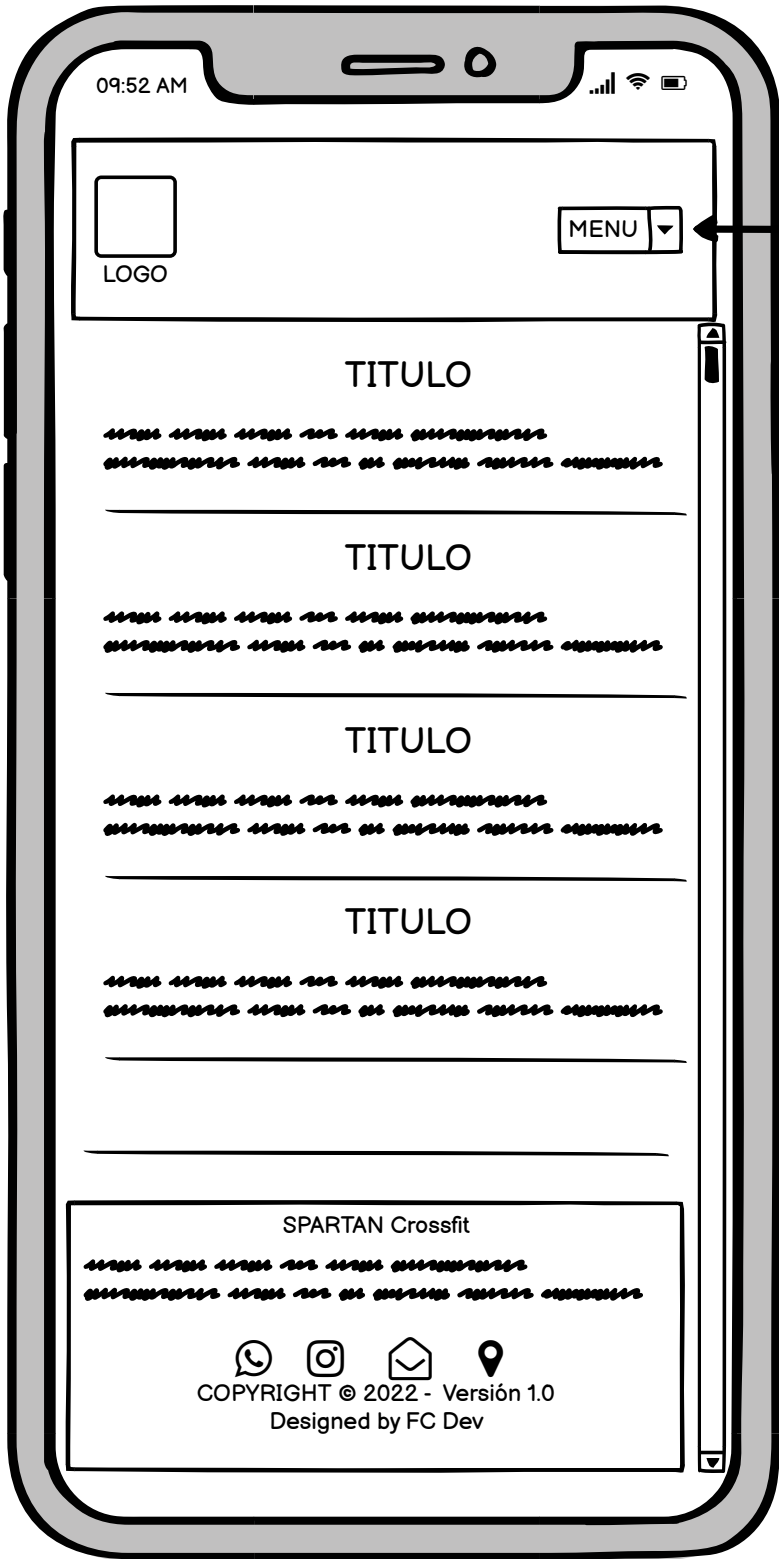 09:52 AM
MENU
LOGO
TITULO
TITULO
TITULO
TITULO
SPARTAN Crossfit
COPYRIGHT © 2022 - Versión 1.0
Designed by FC Dev